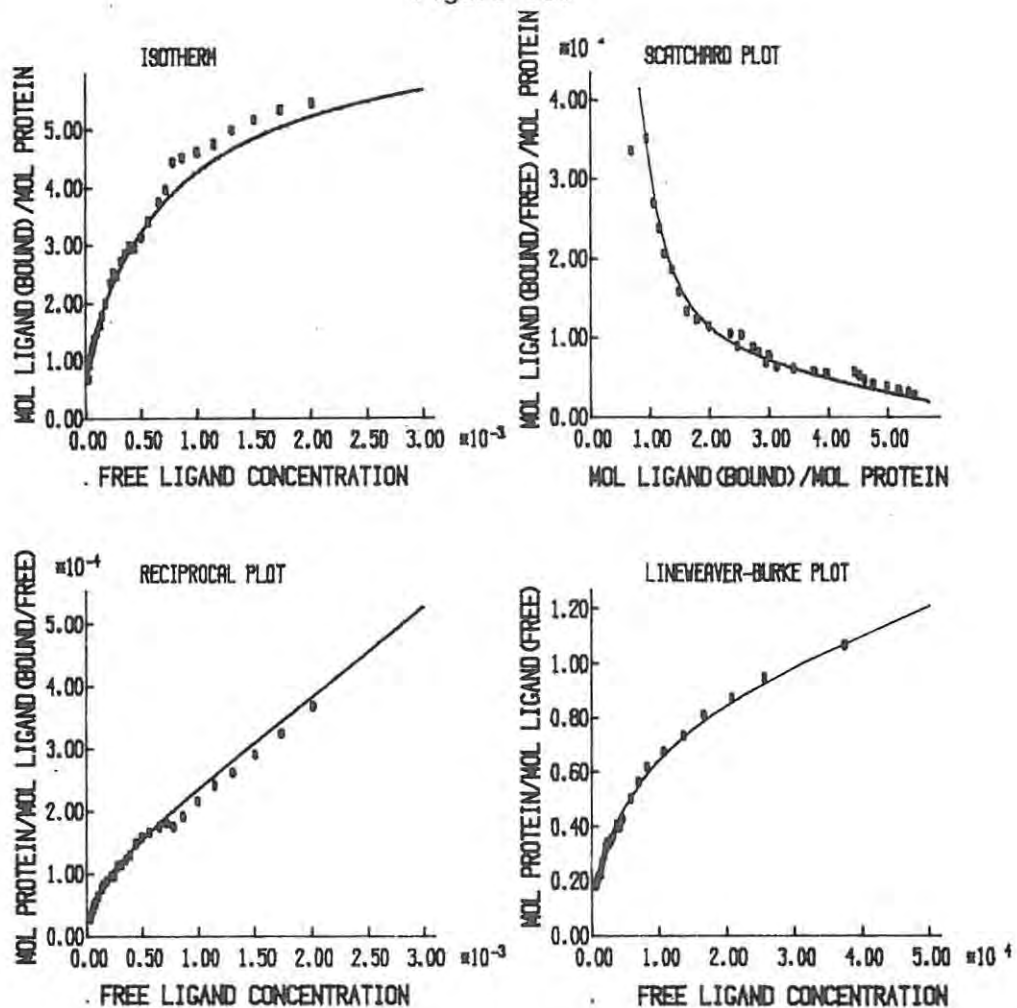 ISOTHERM
MOL LIGAND(BOUND)/MOL PROTEIN
5.00
4.00
3.00
2.00
1.00
0.00
0.00 0.50 1.00 1.50 2.00 2.50 3.00 ¤10⁻³
FREE LIGAND CONCENTRATION
SCATCHARD PLOT
¤10⁴
MOL LIGAND(BOUND/FREE)/MOL PROTEIN
4.00
3.00
2.00
1.00
0.00
0.00 1.00 2.00 3.00 4.00 5.00
MOL LIGAND(BOUND)/MOL PROTEIN
RECIPROCAL PLOT
¤10⁻⁴
MOL PROTEIN/MOL LIGAND(BOUND/FREE)
5.00
4.00
3.00
2.00
1.00
0.00
0.00 0.50 1.00 1.50 2.00 2.50 3.00 ¤10⁻³
FREE LIGAND CONCENTRATION
LINEWEAVER-BURKE PLOT
MOL PROTEIN/MOL LIGAND(FREE)
1.20
1.00
0.80
0.60
0.40
0.20
0.00
0.00 1.00 2.00 3.00 4.00 5.00 ¤10⁴
FREE LIGAND CONCENTRATION